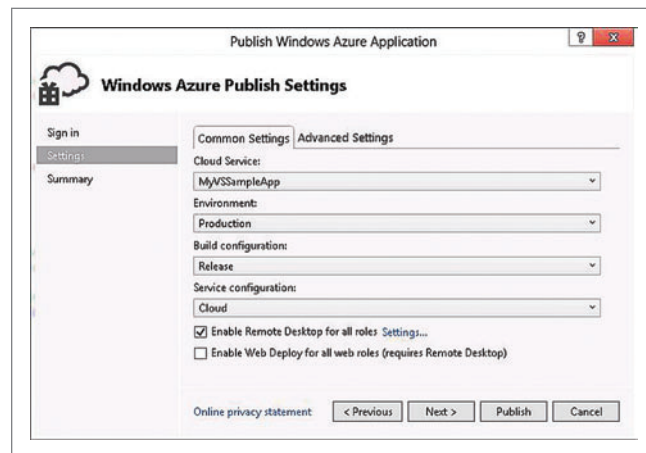 Publish Windows Azure Application
Windows Azure Publish Settings
Sign in
Settings
Summary
Common Settings Advanced Settings
Cloud Service:
MyVSSampleApp
Environment:
Production
Build configuration:
Release
Service configuration:
Cloud
Enable Remote Desktop for all roles Settings...
Enable Web Deploy for all web roles (requires Remote Desktop)
Online privacy statement < Previous Next > Publish Cancel